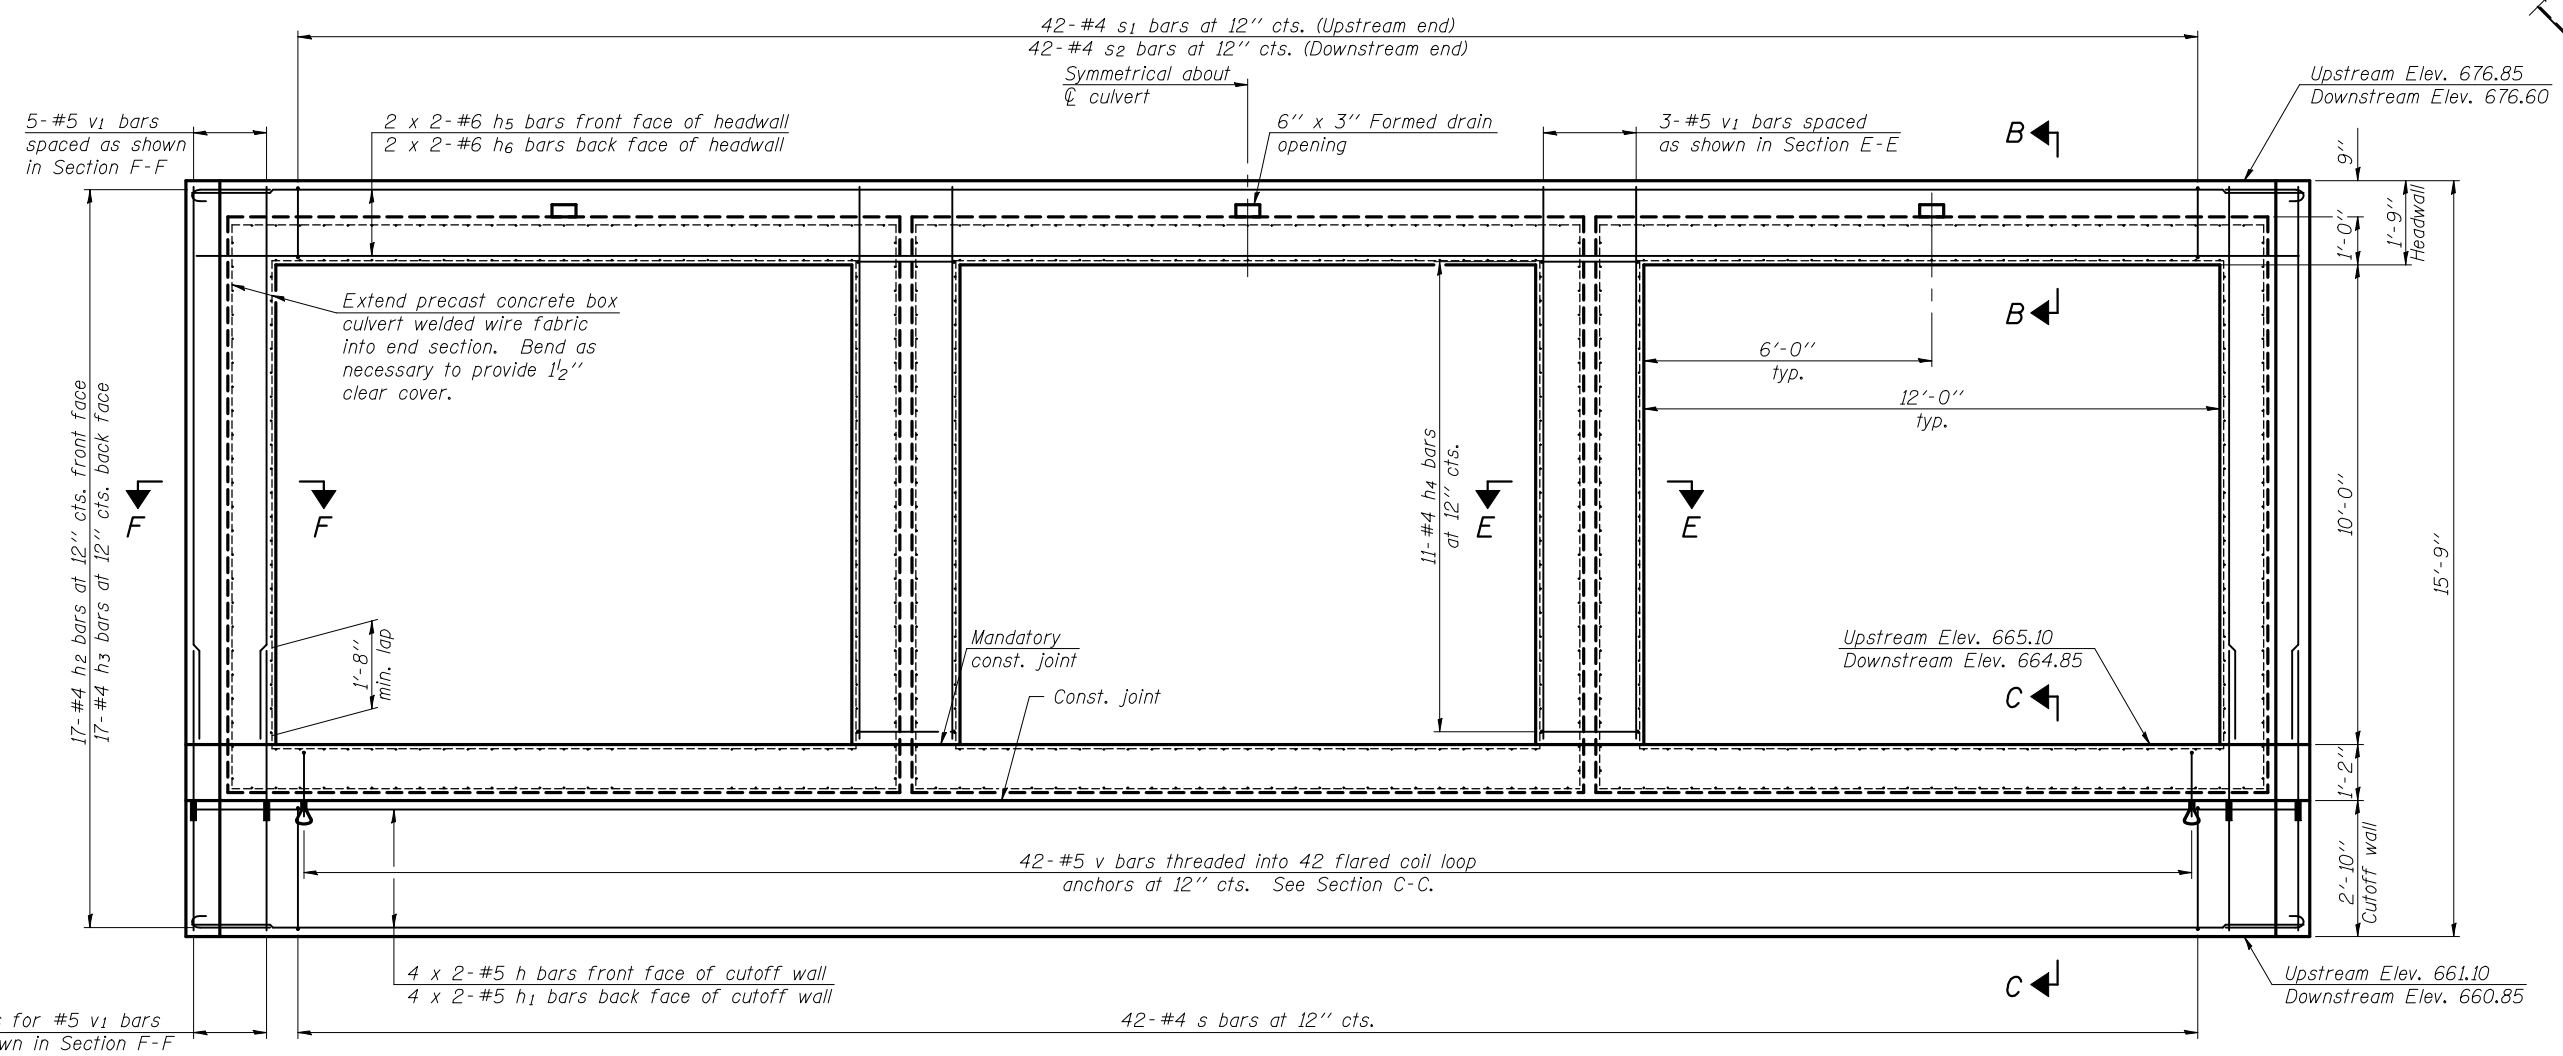 42-#4 s1 bars at 12" cts. (Upstream end)
42-#4 s2 bars at 12" cts. (Downstream end)
Symmetrical about
℄ culvert
Upstream Elev. 676.85
Downstream Elev. 676.60
5-#5 v1 bars
spaced as shown
in Section F-F
2 x 2-#6 h5 bars front face of headwall
2 x 2-#6 h6 bars back face of headwall
6" x 3" Formed drain
opening
3-#5 v1 bars spaced
as shown in Section E-E
B
9"
1'-0"
1'-9"
Headwall
Extend precast concrete box
culvert welded wire fabric
into end section. Bend as
necessary to provide 1 1/2"
clear cover.
B
6'-0"
typ.
12'-0"
typ.
17-#4 h2 bars at 12" cts. front face
17-#4 h3 bars at 12" cts. back face
11-#4 h4 bars
at 12" cts.
F
F
E
E
10'-0"
15'-9"
1'-8"
min. lap
Mandatory
const. joint
Const. joint
Upstream Elev. 665.10
Downstream Elev. 664.85
C
1'-2"
42-#5 v bars threaded into 42 flared coil loop
anchors at 12" cts. See Section C-C.
2'-10"
Cutoff wall
4 x 2-#5 h bars front face of cutoff wall
4 x 2-#5 h1 bars back face of cutoff wall
C
Upstream Elev. 661.10
Downstream Elev. 660.85
for #5 v1 bars
in Section F-F
42-#4 s bars at 12" cts.